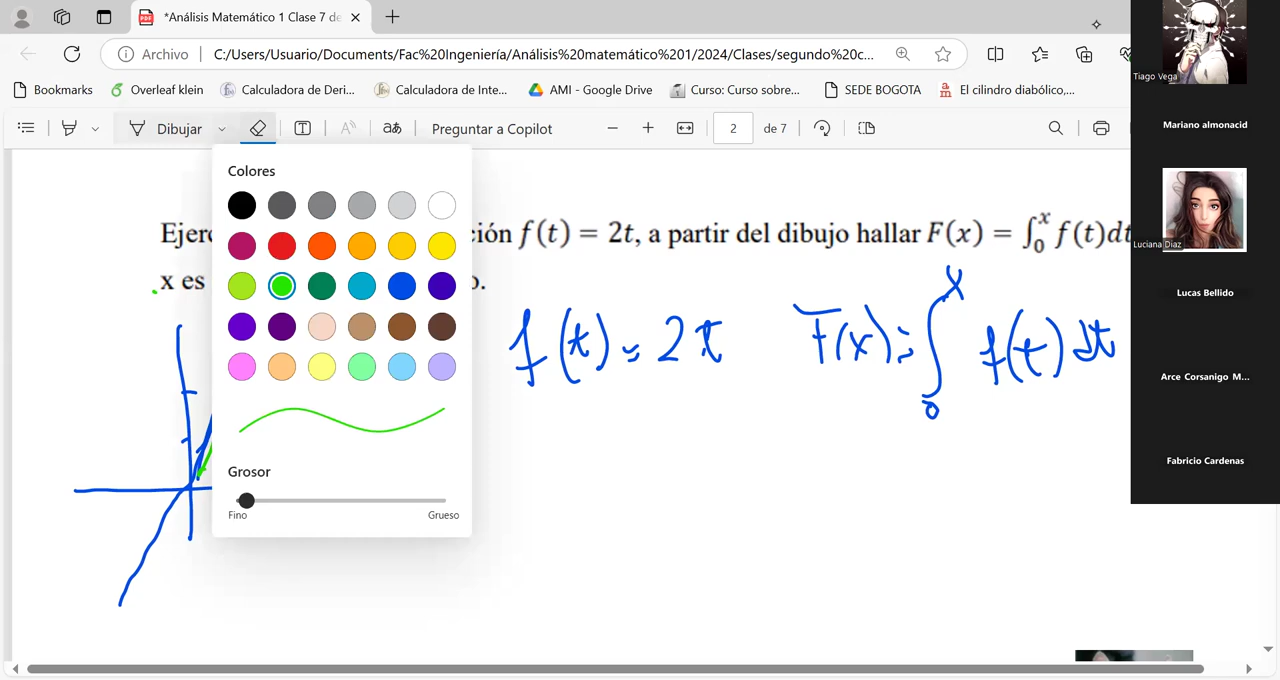 *Análisis Matemático 1 Clase 7 de
Archivo
C:/Users/Usuario/Documents/Fac%20Ingeniería/Análisis%20matemático%201/2024/Clases/segundo%20c...
Bookmarks
Overleaf klein
Calculadora de Deri...
Calculadora de Inte...
AMI - Google Drive
Curso: Curso sobre...
SEDE BOGOTA
El cilindro diabólico,...
Dibujar
Preguntar a Copilot
2
de 7
Colores
Ejer
ión f(t) = 2t, a partir del dibujo hallar F(x) = ∫₀ˣ f(t)dt
x es
o.
f(t) = 2t
F(x) = ∫₀ˣ f(t) dt
Grosor
Fino
Grueso
Tiago Vega
Mariano almonacid
Luciana Diaz
Lucas Bellido
Arce Corsanigo M...
Fabricio Cardenas